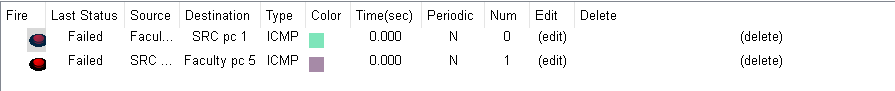 Fire Last Status Source Destination Type Color Time(sec) Periodic Num Edit Delete
Failed Facul... SRC pc 1 ICMP 0.000 N 0 (edit) (delete)
Failed SRC ... Faculty pc 5 ICMP 0.000 N 1 (edit) (delete)